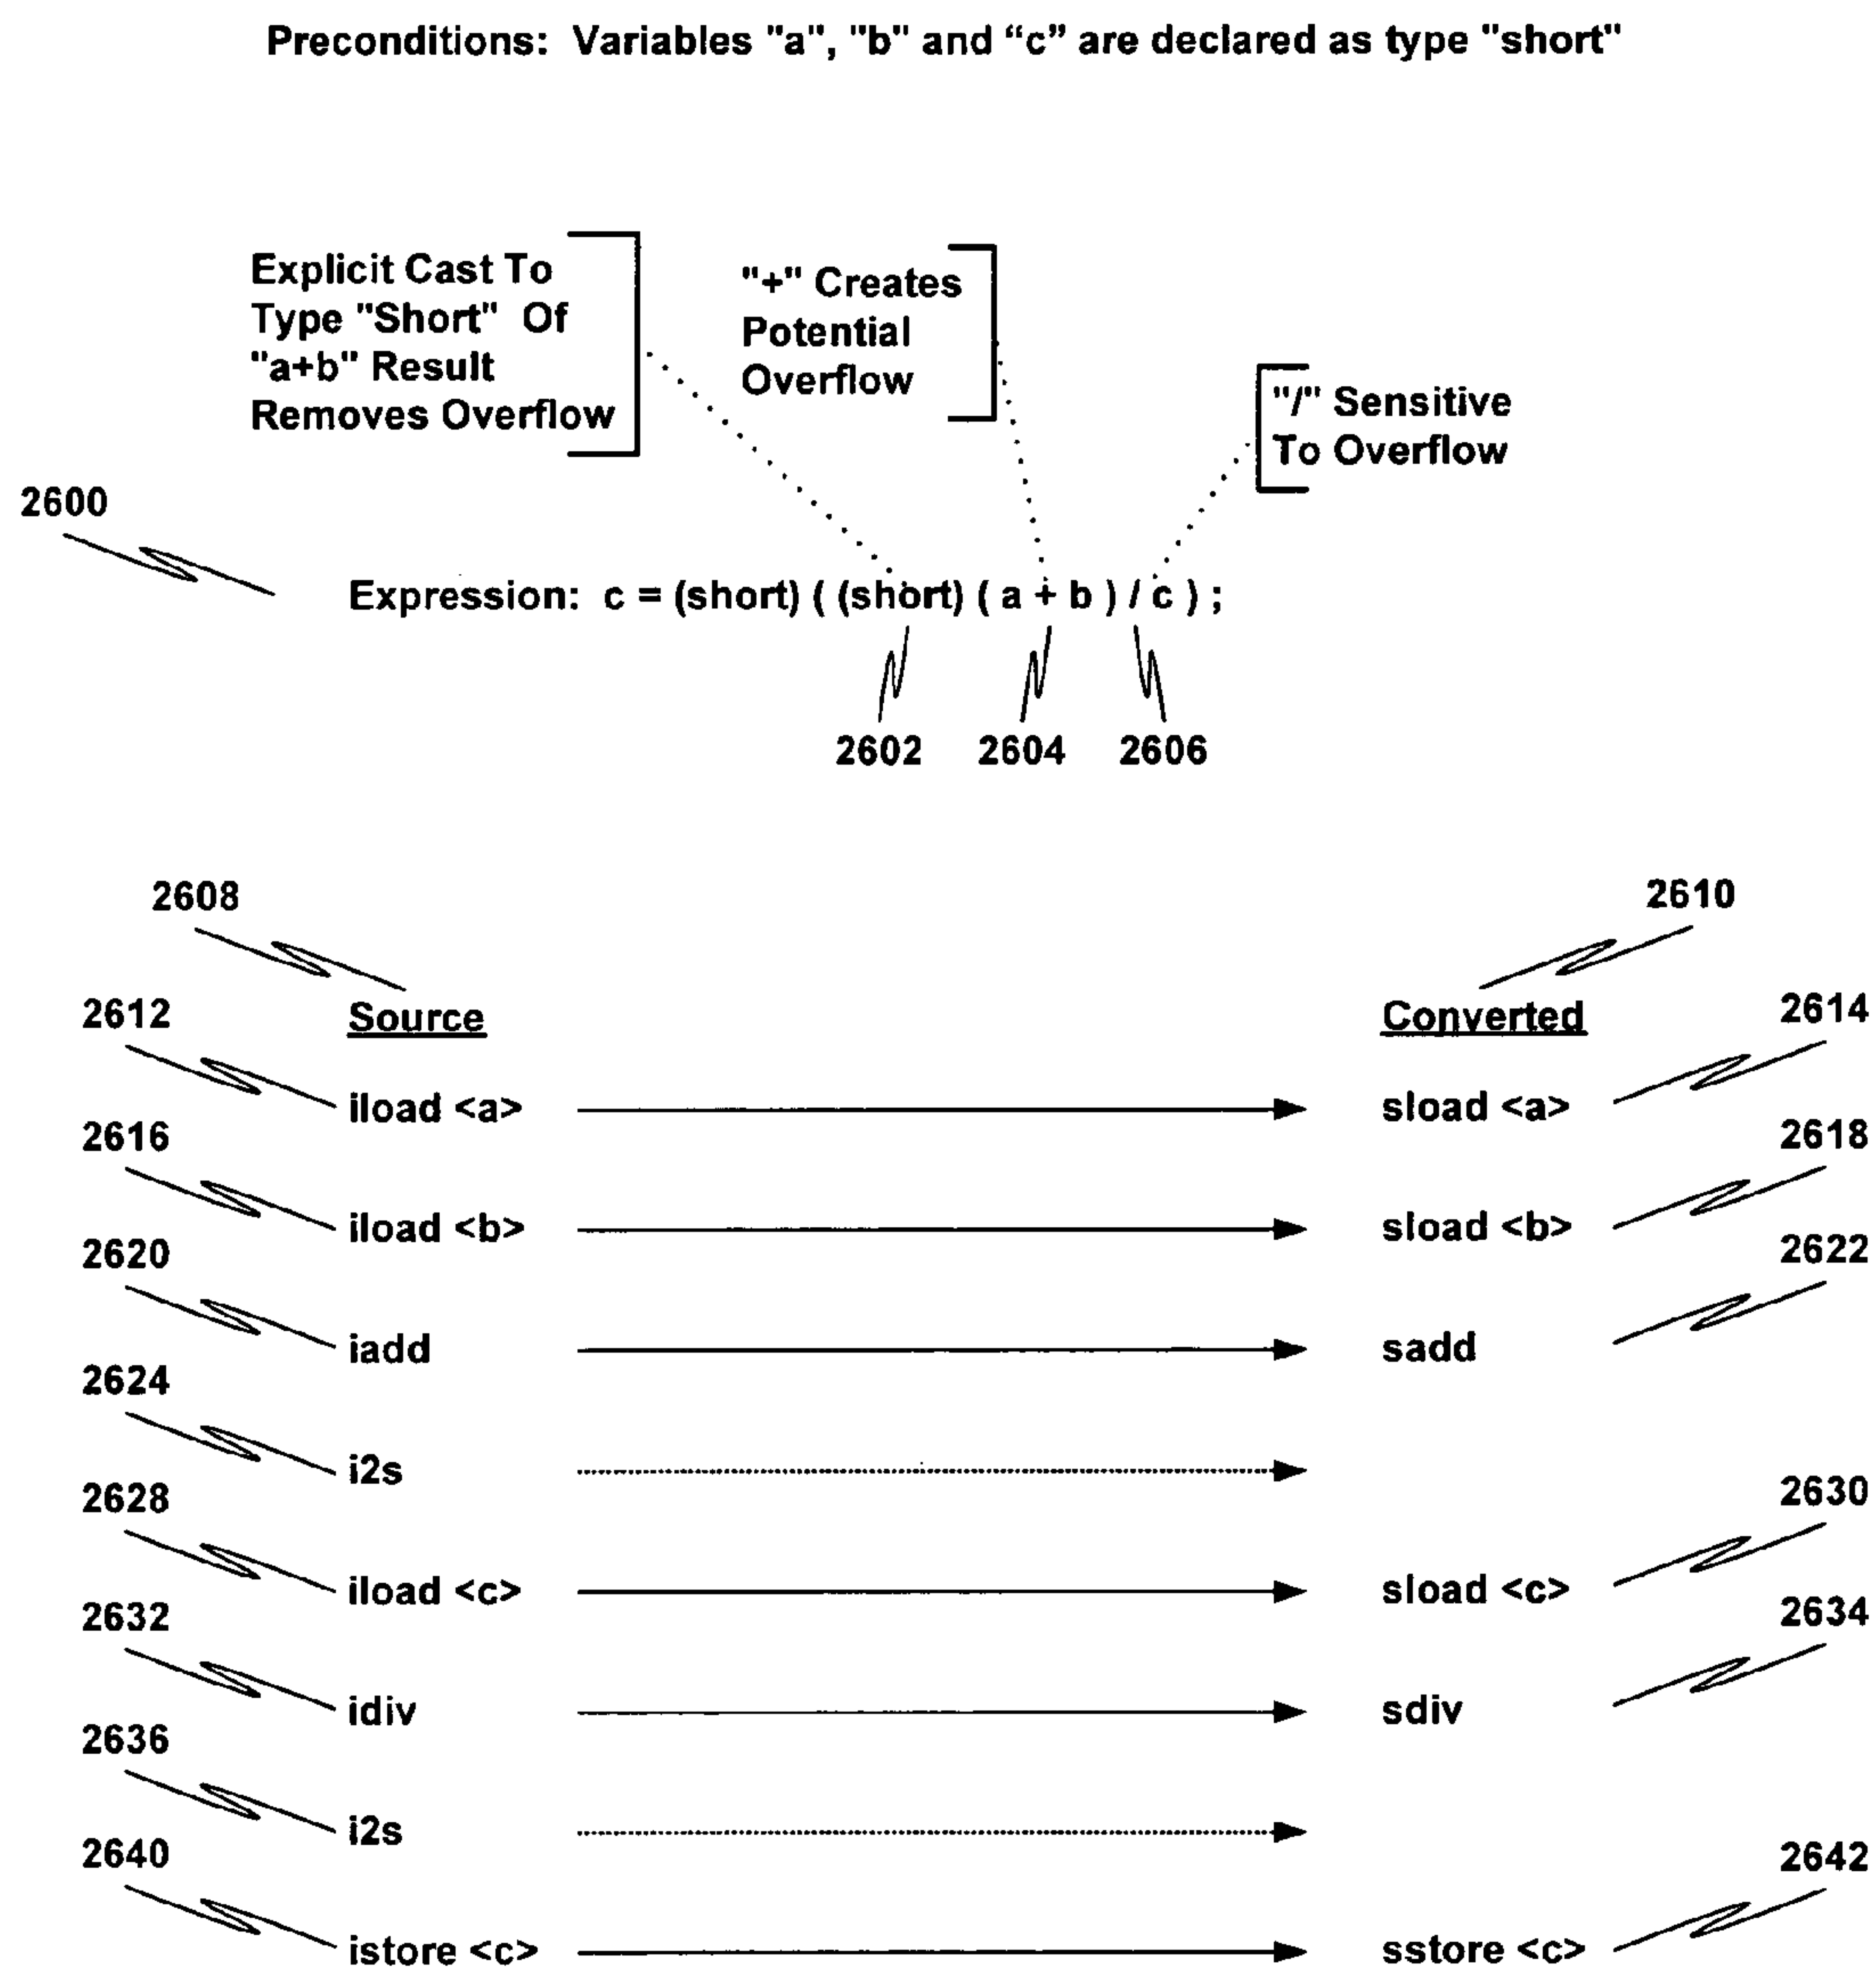 Preconditions: Variables "a", "b" and “c” are declared as type "short"
Explicit Cast To
Type "Short" Of
"a+b" Result
Removes Overflow
"+" Creates
Potential
Overflow
"/" Sensitive
To Overflow
2600
Expression: c = (short) ( (short) ( a + b ) / c ) ;
2602 2604 2606
2608 2610
Source Converted
2612 iload <a> sload <a> 2614
2616 iload <b> sload <b> 2618
2620 iadd sadd 2622
2624 i2s
2628 iload <c> sload <c> 2630
2632 idiv sdiv 2634
2636 i2s
2640 istore <c> sstore <c> 2642